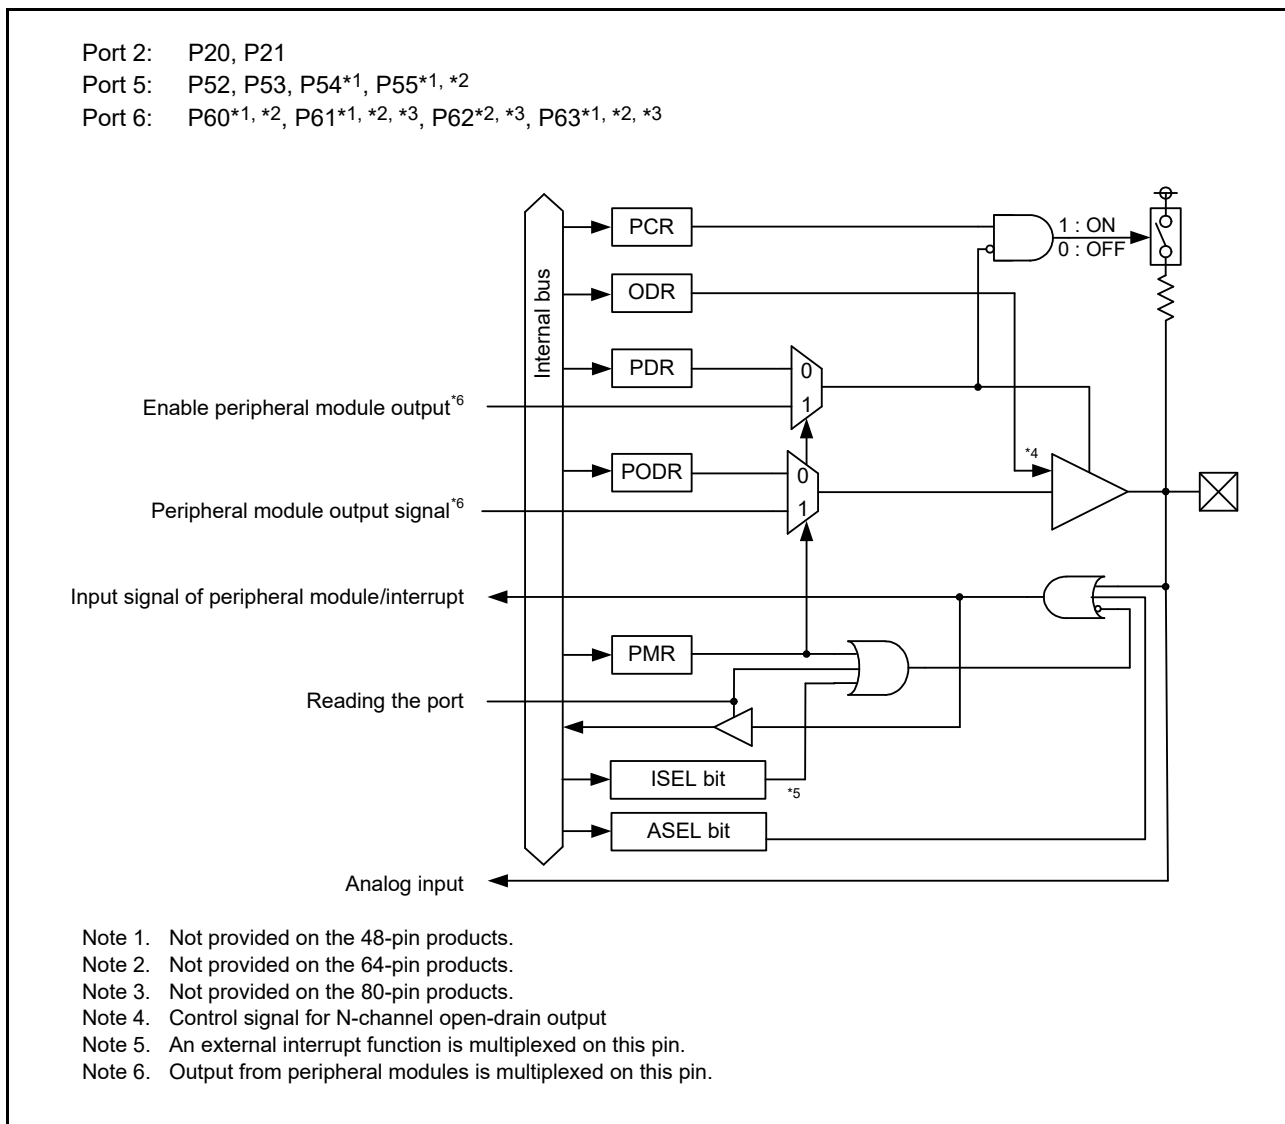 Port 2: P20, P21
Port 5: P52, P53, P54*1, P55*1, *2
Port 6: P60*1, *2, P61*1, *2, *3, P62*2, *3, P63*1, *2, *3
PCR
1 : ON
0 : OFF
ODR
Internal bus
PDR
0
Enable peripheral module output*6
1
*4
PODR
0
Peripheral module output signal*6
1
Input signal of peripheral module/interrupt
PMR
Reading the port
ISEL bit
*5
ASEL bit
Analog input
Note 1. Not provided on the 48-pin products.
Note 2. Not provided on the 64-pin products.
Note 3. Not provided on the 80-pin products.
Note 4. Control signal for N-channel open-drain output
Note 5. An external interrupt function is multiplexed on this pin.
Note 6. Output from peripheral modules is multiplexed on this pin.